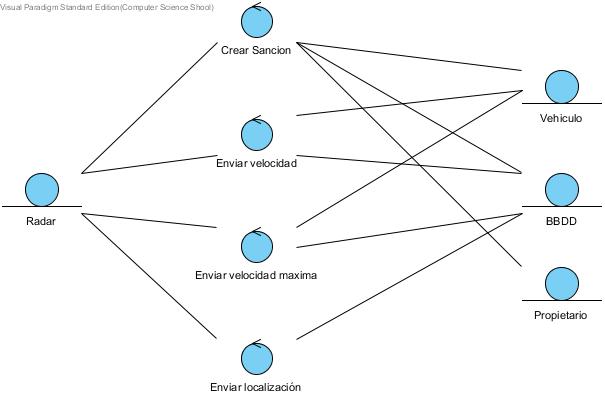 Visual Paradigm Standard Edition(Computer Science Shool)
Crear Sancion
Vehiculo
Enviar velocidad
Radar
BBDD
Enviar velocidad maxima
Propietario
Enviar localización